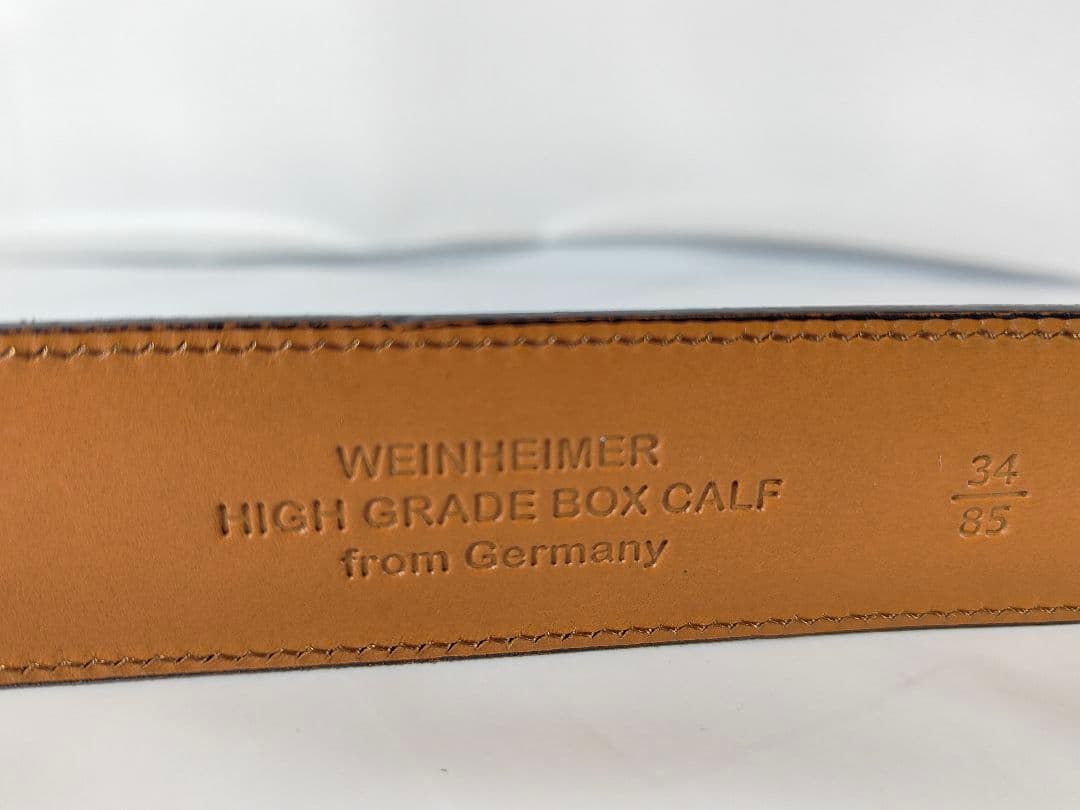 WEINHEIMER
HIGH GRADE BOX CALF
from Germany
34
85